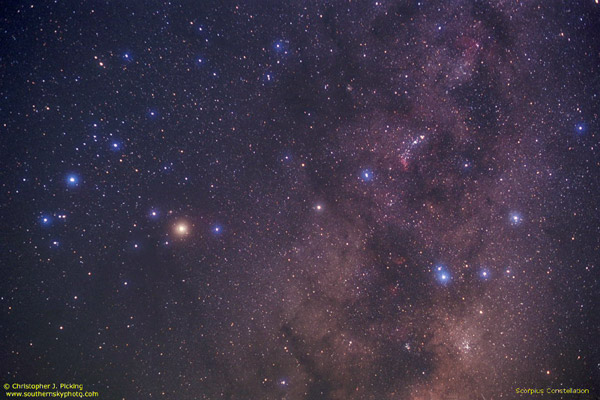 © Christopher J. Picking
www.southernskyphoto.com
Scorpius Constellation